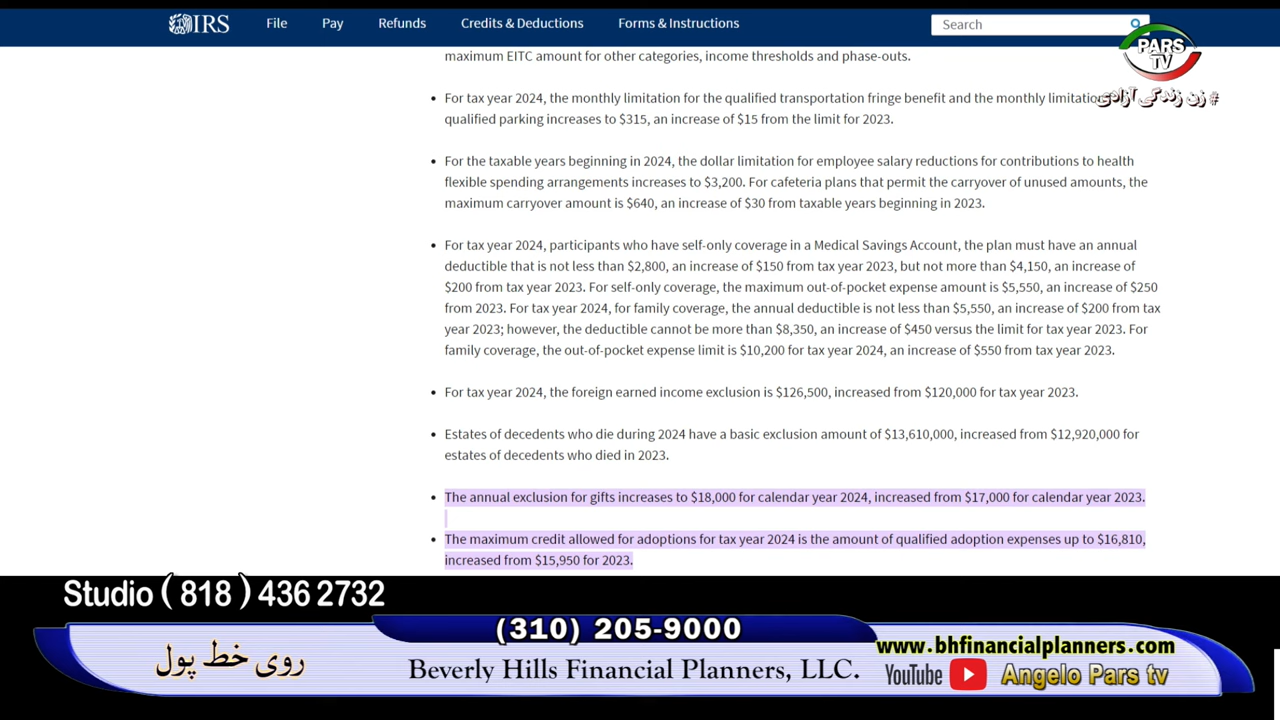 IRS File Pay Refunds Credits & Deductions Forms & Instructions Search
PARS
TV
# زن زندگی آزادی
maximum EITC amount for other categories, income thresholds and phase-outs.
• For tax year 2024, the monthly limitation for the qualified transportation fringe benefit and the monthly limitation
qualified parking increases to $315, an increase of $15 from the limit for 2023.
• For the taxable years beginning in 2024, the dollar limitation for employee salary reductions for contributions to health
flexible spending arrangements increases to $3,200. For cafeteria plans that permit the carryover of unused amounts, the
maximum carryover amount is $640, an increase of $30 from taxable years beginning in 2023.
• For tax year 2024, participants who have self-only coverage in a Medical Savings Account, the plan must have an annual
deductible that is not less than $2,800, an increase of $150 from tax year 2023, but not more than $4,150, an increase of
$200 from tax year 2023. For self-only coverage, the maximum out-of-pocket expense amount is $5,550, an increase of $250
from 2023. For tax year 2024, for family coverage, the annual deductible is not less than $5,550, an increase of $200 from tax
year 2023; however, the deductible cannot be more than $8,350, an increase of $450 versus the limit for tax year 2023. For
family coverage, the out-of-pocket expense limit is $10,200 for tax year 2024, an increase of $550 from tax year 2023.
• For tax year 2024, the foreign earned income exclusion is $126,500, increased from $120,000 for tax year 2023.
• Estates of decedents who die during 2024 have a basic exclusion amount of $13,610,000, increased from $12,920,000 for
estates of decedents who died in 2023.
• The annual exclusion for gifts increases to $18,000 for calendar year 2024, increased from $17,000 for calendar year 2023.
• The maximum credit allowed for adoptions for tax year 2024 is the amount of qualified adoption expenses up to $16,810,
increased from $15,950 for 2023.
Studio ( 818 ) 436 2732
(310) 205-9000
روی خط پول
Beverly Hills Financial Planners, LLC.
www.bhfinancialplanners.com
YouTube Angelo Pars tv